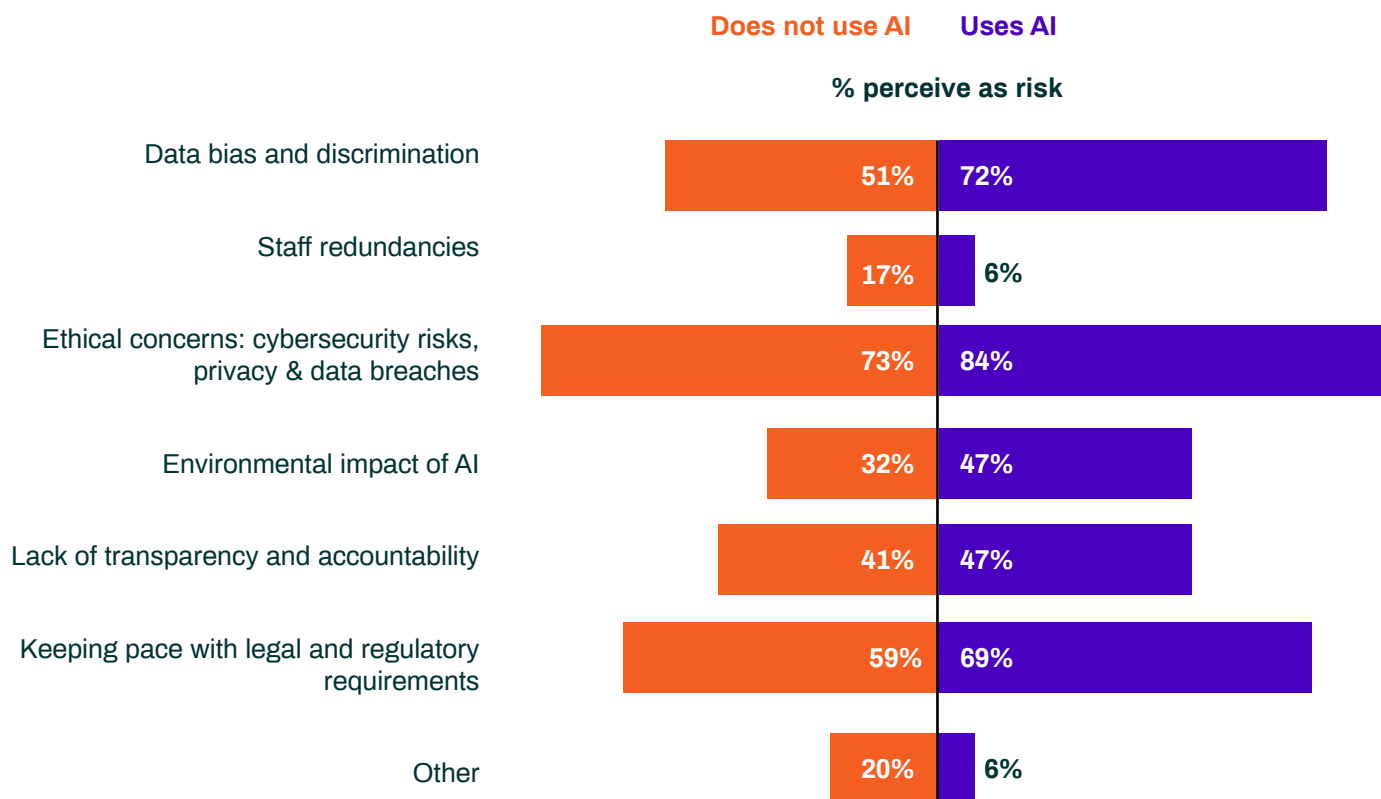 Does not use AI Uses AI
% perceive as risk
Data bias and discrimination 51% 72%
Staff redundancies 17% 6%
Ethical concerns: cybersecurity risks,
privacy & data breaches 73% 84%
Environmental impact of AI 32% 47%
Lack of transparency and accountability 41% 47%
Keeping pace with legal and regulatory
requirements 59% 69%
Other 20% 6%